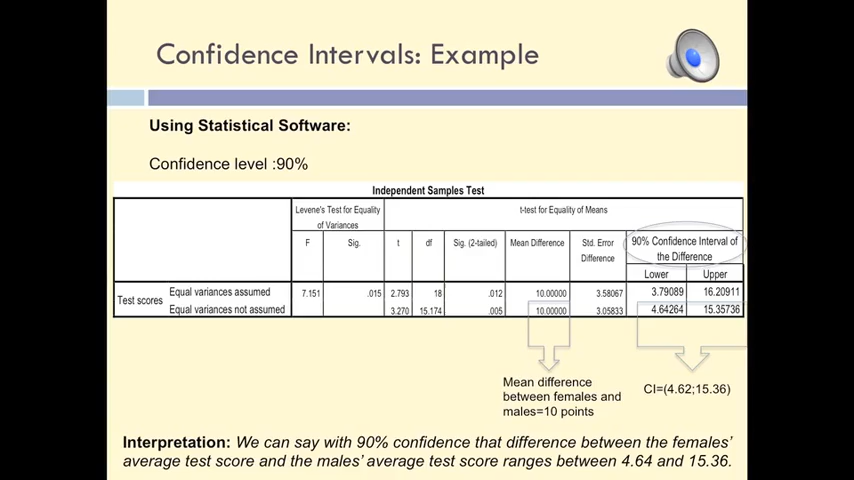 Confidence Intervals: Example
Using Statistical Software:
Confidence level :90%
Independent Samples Test
Levene's Test for Equality of Variances
t-test for Equality of Means
F Sig. t df Sig. (2-tailed) Mean Difference Std. Error Difference 90% Confidence Interval of the Difference
Lower Upper
Test scores
Equal variances assumed 7.151 .015 2.793 18 .012 10.00000 3.58067 3.79089 16.20911
Equal variances not assumed 3.270 15.174 .005 10.00000 3.05833 4.64264 15.35736
Mean difference
between females and
males=10 points
CI=(4.62;15.36)
Interpretation: We can say with 90% confidence that difference between the females'
average test score and the males' average test score ranges between 4.64 and 15.36.